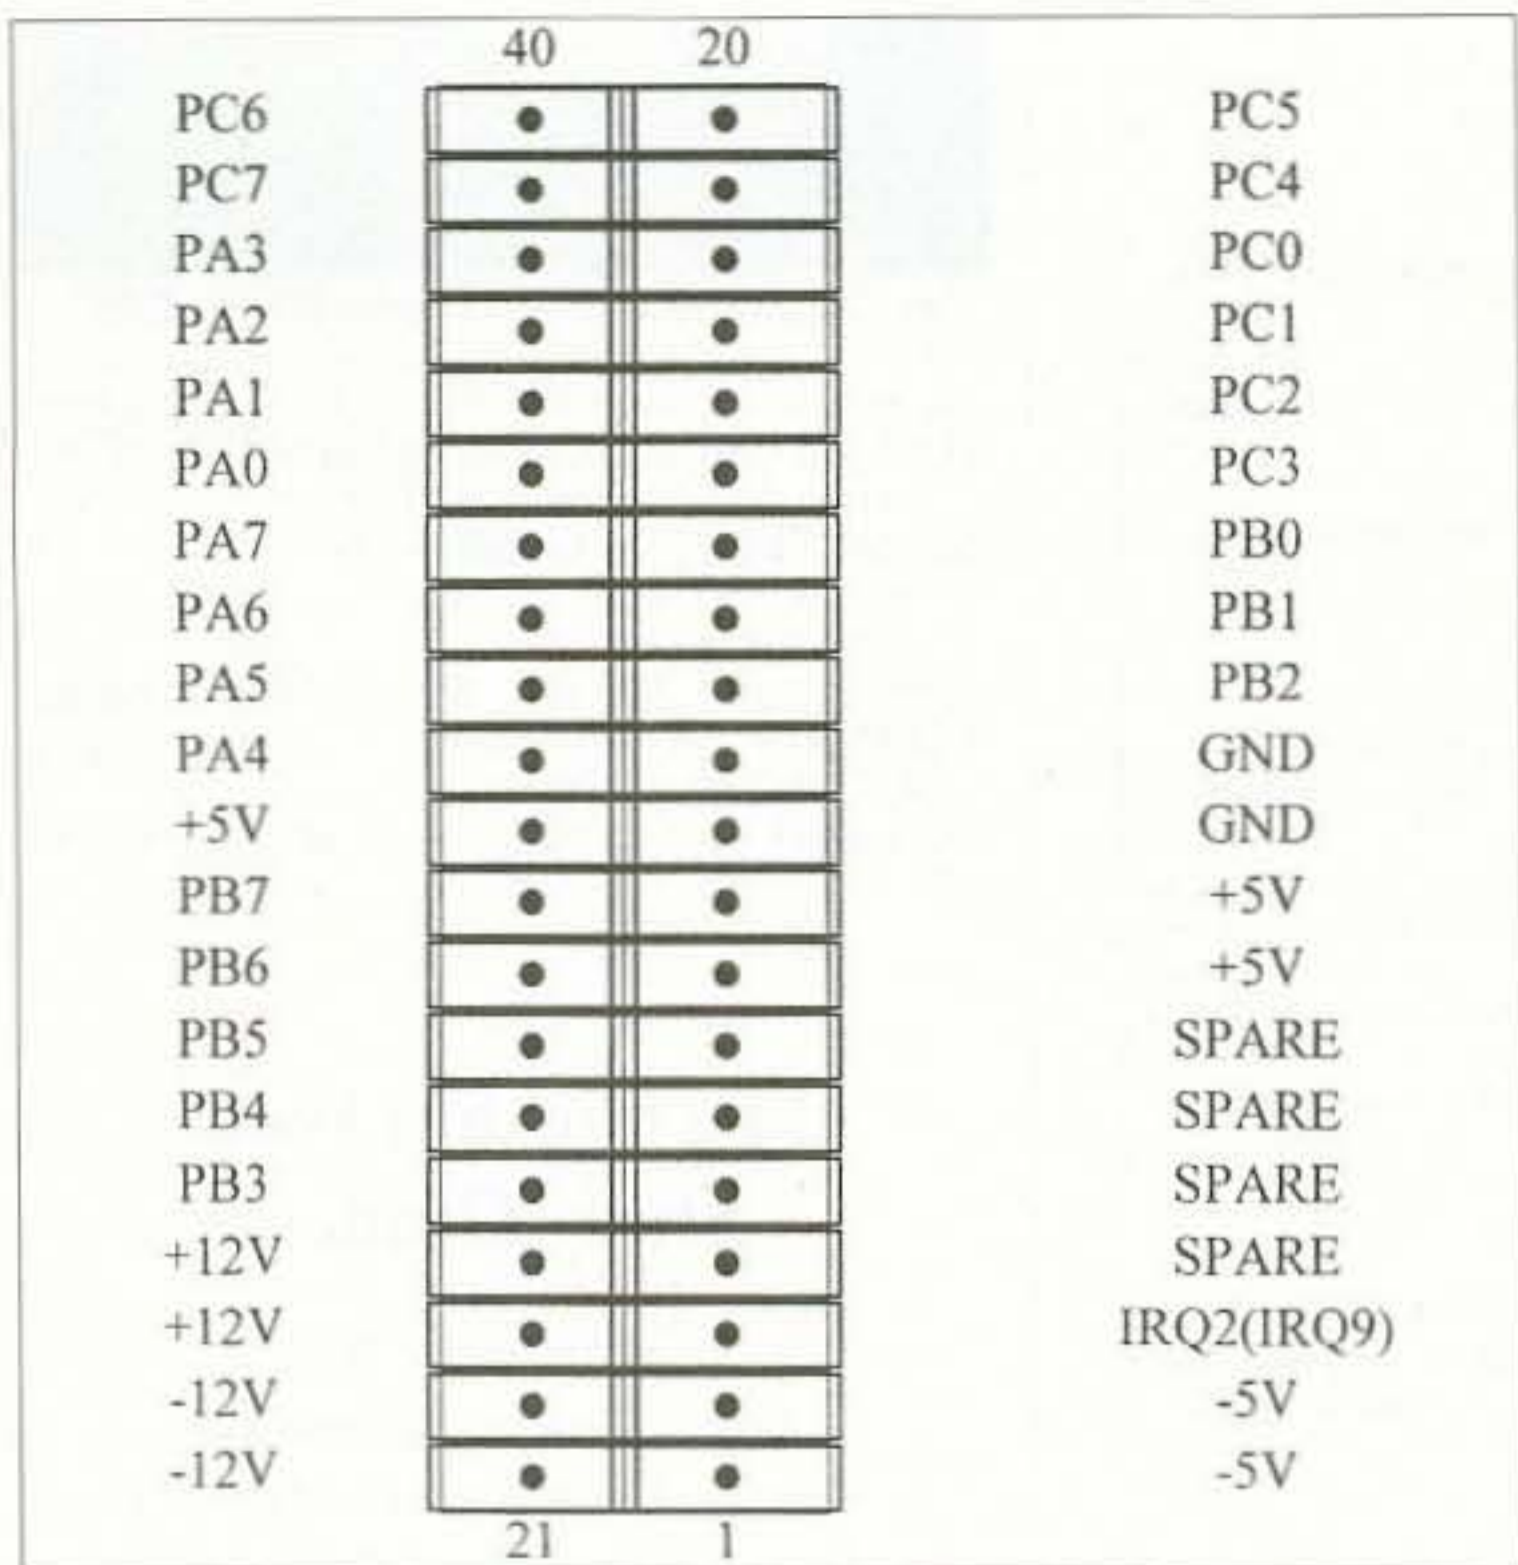 40 20
PC6 PC5
PC7 PC4
PA3 PC0
PA2 PC1
PA1 PC2
PA0 PC3
PA7 PB0
PA6 PB1
PA5 PB2
PA4 GND
+5V GND
PB7 +5V
PB6 +5V
PB5 SPARE
PB4 SPARE
PB3 SPARE
+12V SPARE
+12V IRQ2(IRQ9)
-12V -5V
-12V -5V
21 1